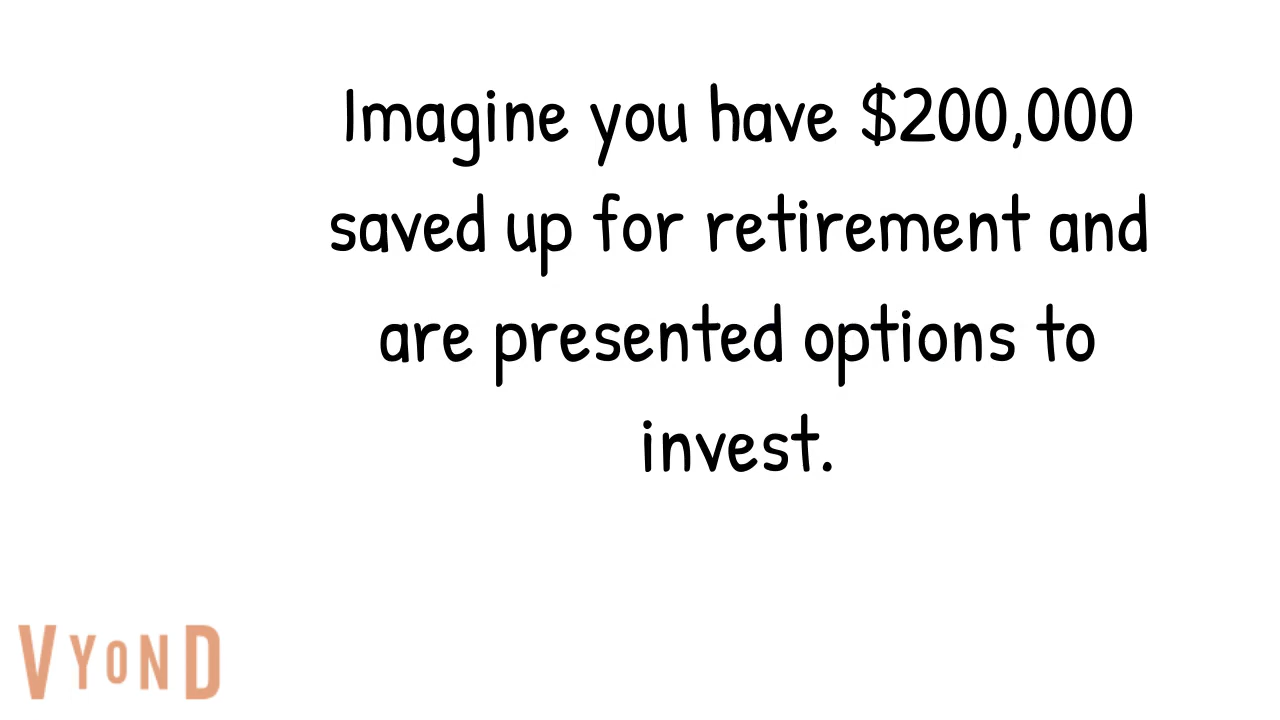 Imagine you have $200,000
saved up for retirement and
are presented options to
invest.
VYOND